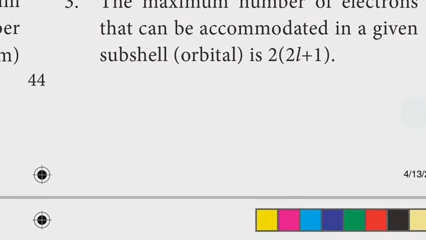 3. The maximum number of electrons
that can be accommodated in a given
subshell (orbital) is 2(2l+1).
44